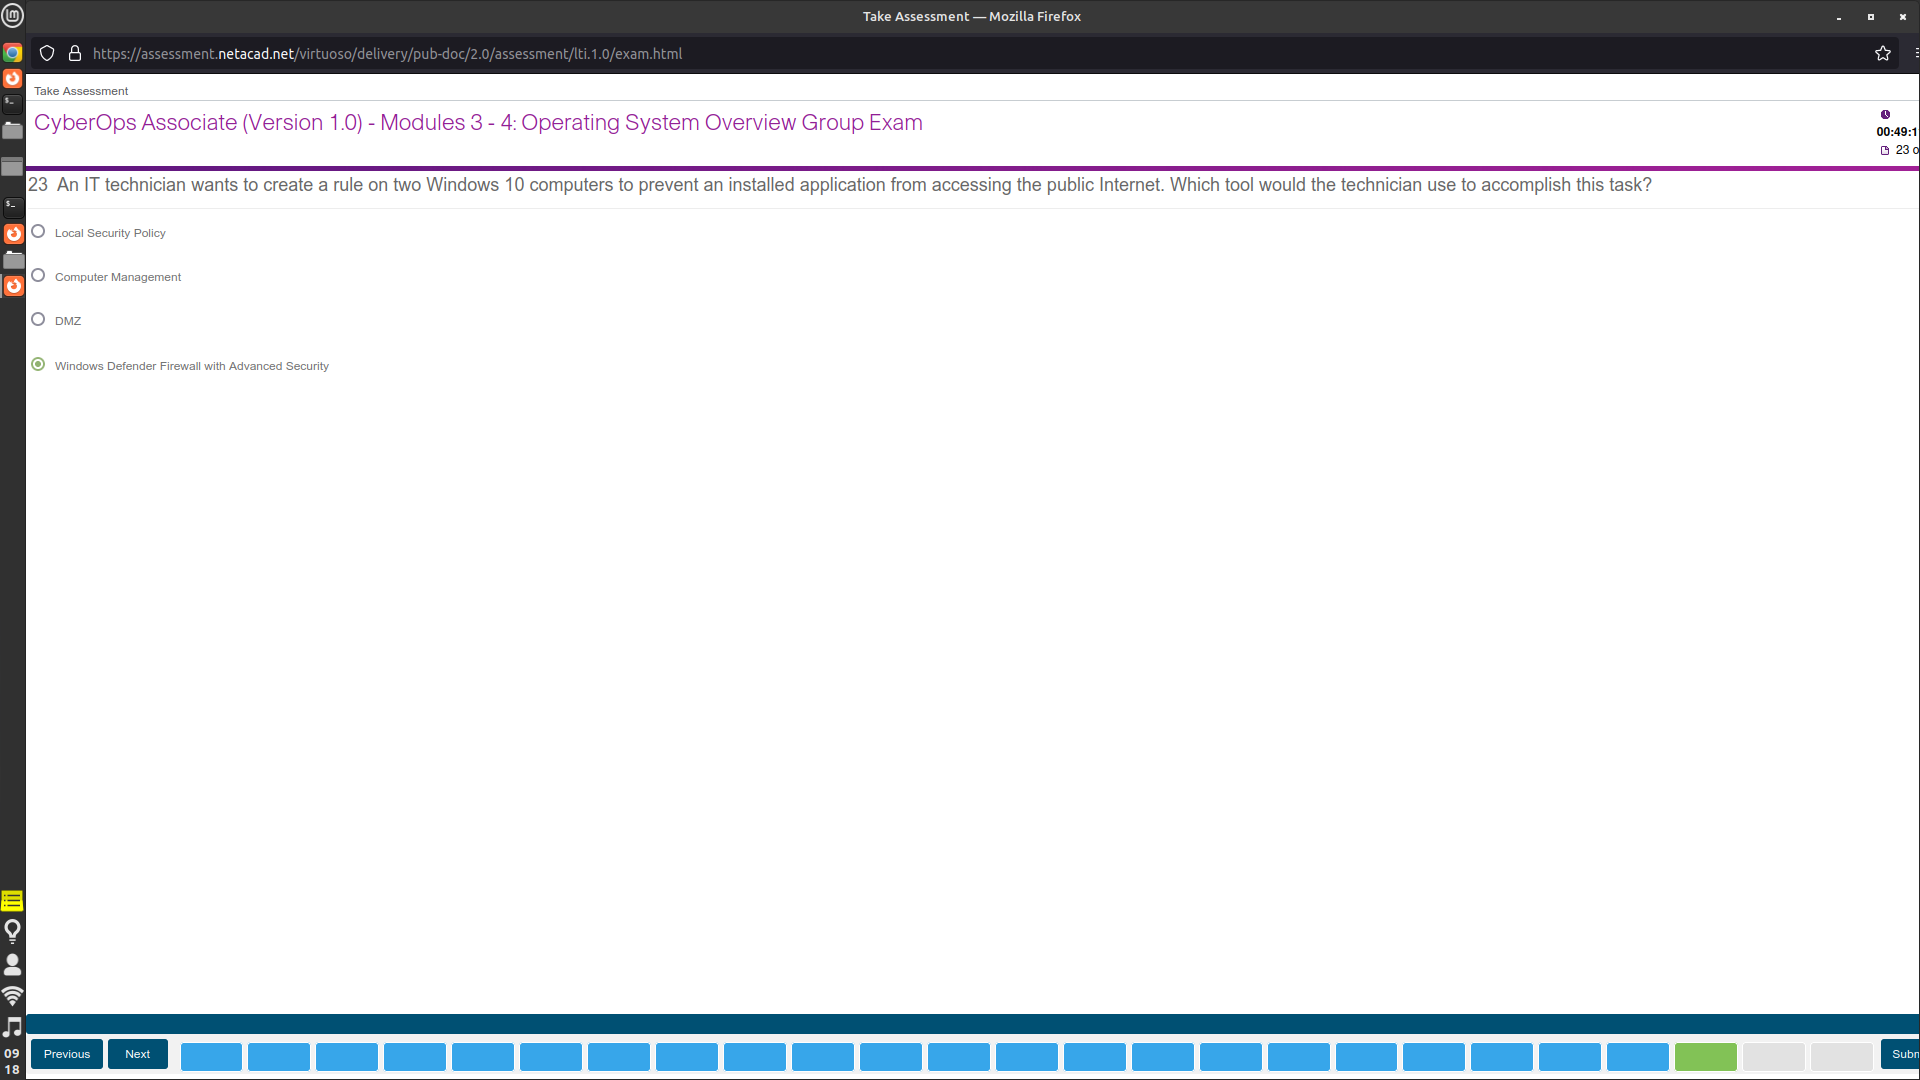 Take Assessment — Mozilla Firefox
https://assessment.netacad.net/virtuoso/delivery/pub-doc/2.0/assessment/lti.1.0/exam.html
Take Assessment
CyberOps Associate (Version 1.0) - Modules 3 - 4: Operating System Overview Group Exam
00:49:1
23 o
23 An IT technician wants to create a rule on two Windows 10 computers to prevent an installed application from accessing the public Internet. Which tool would the technician use to accomplish this task?
Local Security Policy
Computer Management
DMZ
Windows Defender Firewall with Advanced Security
Previous
Next
Subm
09
18